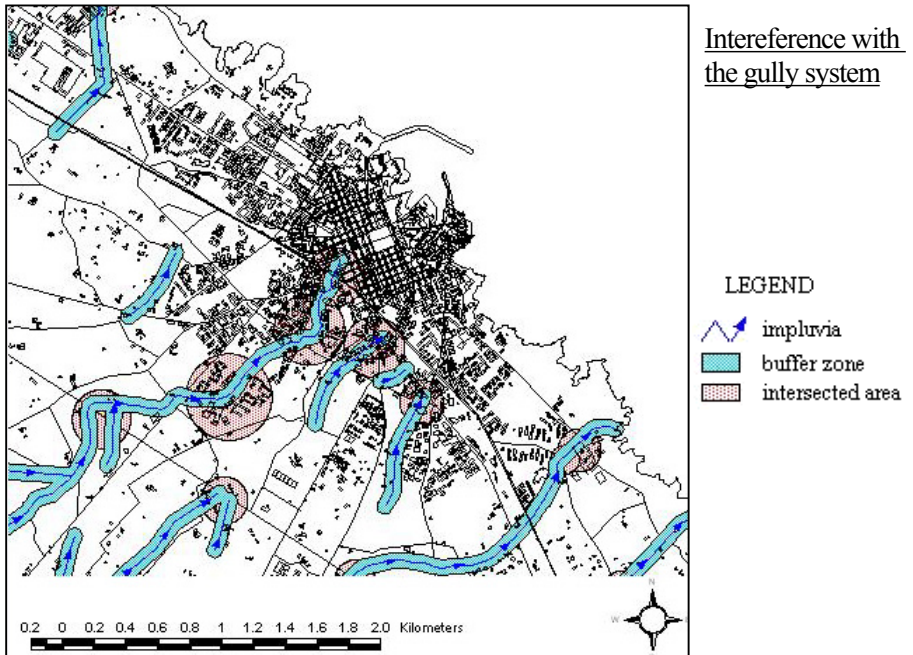 Intereference with
the gully system
LEGEND
impluvia
buffer zone
intersected area
N
W
0.2 0 0.2 0.4 0.6 0.8 1 1.2 1.4 1.6 1.8 2.0 Kilometers